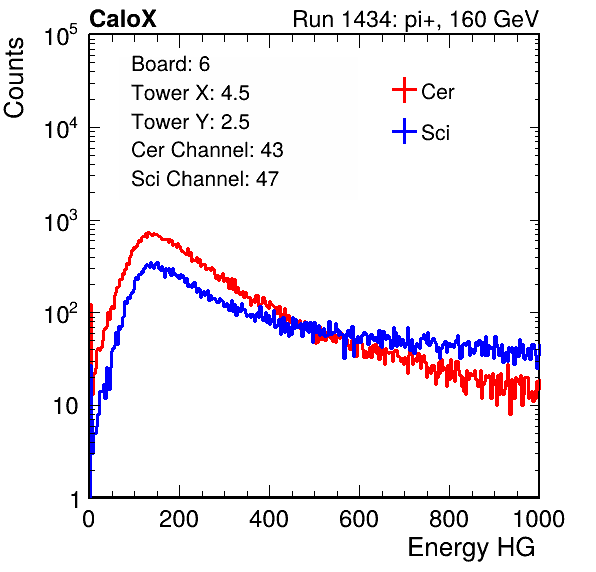 CaloX Run 1434: pi+, 160 GeV
Counts
10^5
10^4
10^3
10^2
10
1
Board: 6
Tower X: 4.5
Tower Y: 2.5
Cer Channel: 43
Sci Channel: 47
Cer
Sci
0 200 400 600 800 1000
Energy HG